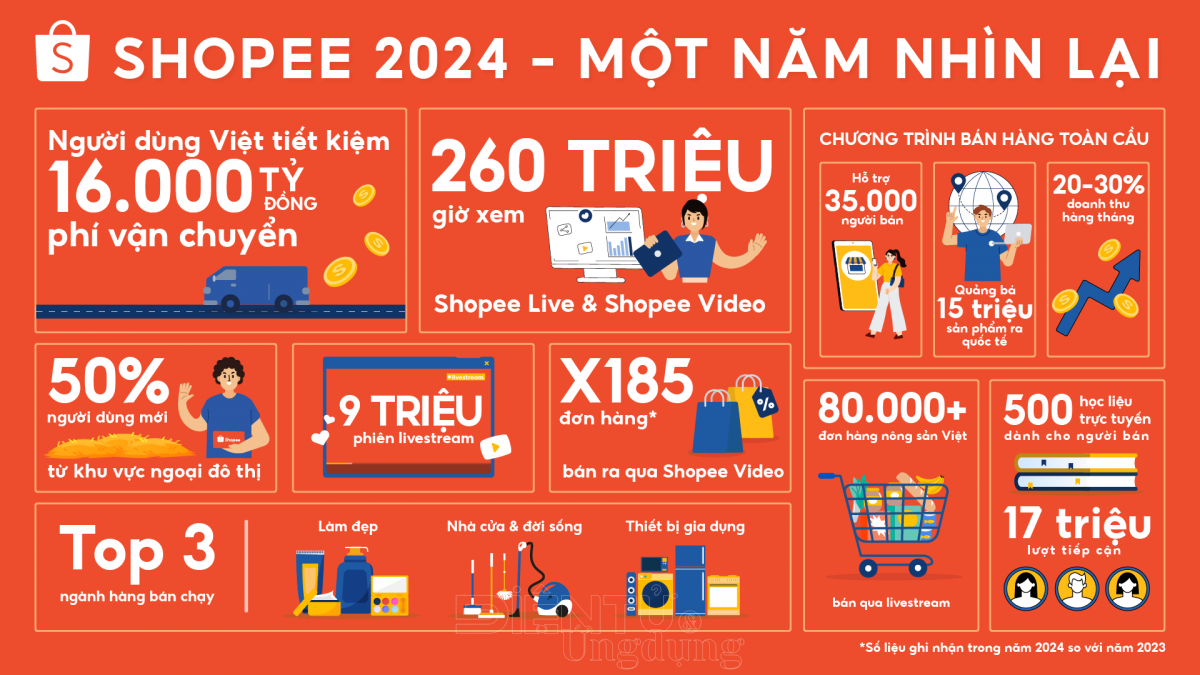 S SHOPEE 2024 - MỘT NĂM NHÌN LẠI
Người dùng Việt tiết kiệm
16.000 TỶ ĐỒNG
phí vận chuyển
260 TRIỆU
giờ xem
Shopee Live & Shopee Video
CHƯƠNG TRÌNH BÁN HÀNG TOÀN CẦU
Hỗ trợ
35.000
người bán
Quảng bá
15 triệu
sản phẩm ra
quốc tế
20-30%
doanh thu
hàng tháng
50%
người dùng mới
Shopee
từ khu vực ngoại đô thị
#livestream
9 TRIỆU
phiên livestream
X185
đơn hàng*
%
bán ra qua Shopee Video
80.000+
đơn hàng nông sản Việt
bán qua livestream
500 học liệu
trực tuyến
dành cho người bán
17 triệu
lượt tiếp cận
Top 3
ngành hàng bán chạy
Làm đẹp
Nhà cửa & đời sống
Thiết bị gia dụng
ĐIỆN TỬ &
Ứng dụng
*Số liệu ghi nhận trong năm 2024 so với năm 2023